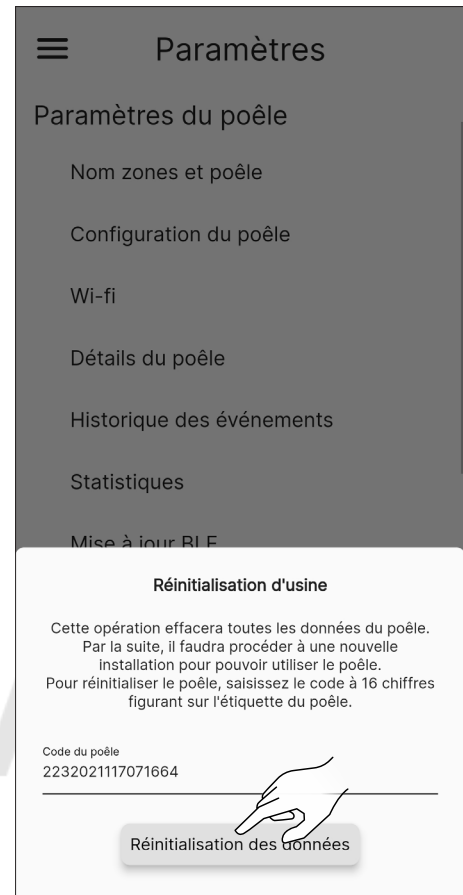 Paramètres
Paramètres du poêle
Nom zones et poêle
Configuration du poêle
Wi-fi
Détails du poêle
Historique des événements
Statistiques
Mise à jour BLE
Réinitialisation d'usine
Cette opération effacera toutes les données du poêle.
Par la suite, il faudra procéder à une nouvelle
installation pour pouvoir utiliser le poêle.
Pour réinitialiser le poêle, saisissez le code à 16 chiffres
figurant sur l'étiquette du poêle.
Code du poêle
2232021117071664
Réinitialisation des données